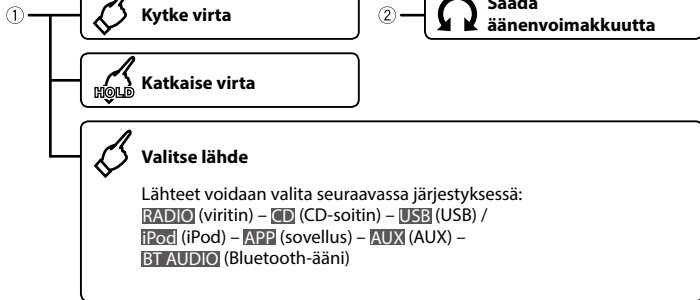 ① Kytke virta
② Säädä
äänenvoimakkuutta
HOLD Katkaise virta
Valitse lähde
Lähteet voidaan valita seuraavassa järjestyksessä:
RADIO (viritin) – CD (CD-soitin) – USB (USB) /
iPod (iPod) – APP (sovellus) – AUX (AUX) –
BT AUDIO (Bluetooth-ääni)